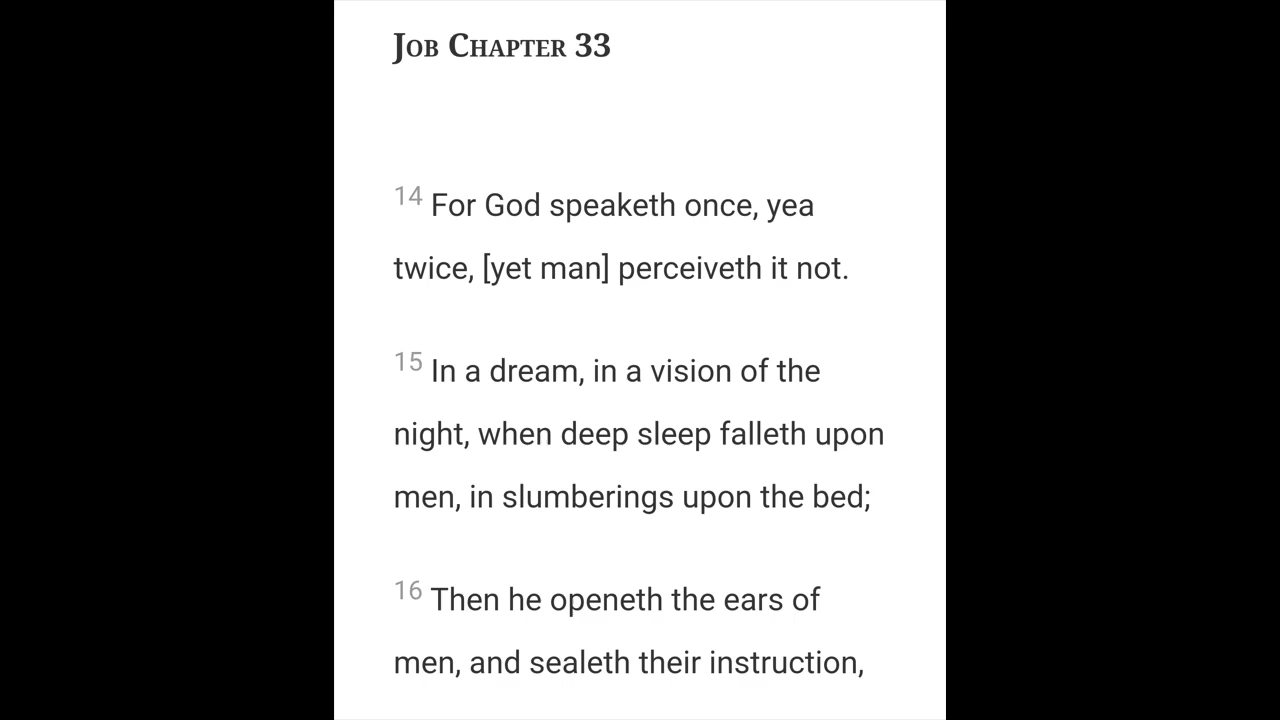 Job Chapter 33
14 For God speaketh once, yea
twice, [yet man] perceiveth it not.
15 In a dream, in a vision of the
night, when deep sleep falleth upon
men, in slumberings upon the bed;
16 Then he openeth the ears of
men, and sealeth their instruction,